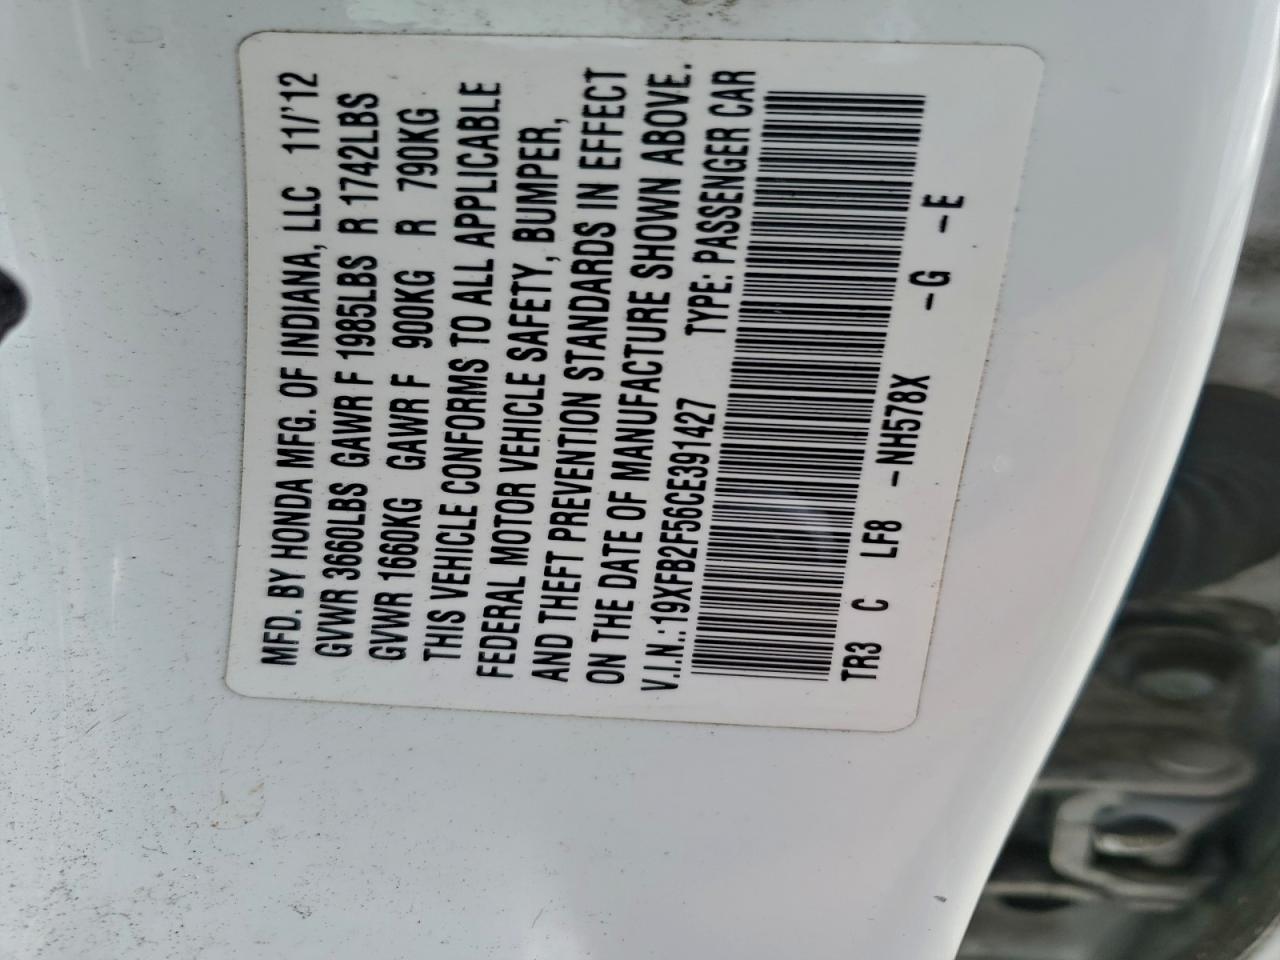 MFD. BY HONDA MFG. OF INDIANA, LLC 11/'12
GVWR 3660LBS GAWR F 1985LBS R 1742LBS
GVWR 1660KG GAWR F 900KG R 790KG
THIS VEHICLE CONFORMS TO ALL APPLICABLE
FEDERAL MOTOR VEHICLE SAFETY, BUMPER,
AND THEFT PREVENTION STANDARDS IN EFFECT
ON THE DATE OF MANUFACTURE SHOWN ABOVE.
V.I.N.: 19XFB2F56CE391427 TYPE: PASSENGER CAR
TR3 C LF8 -NH578X -G -E